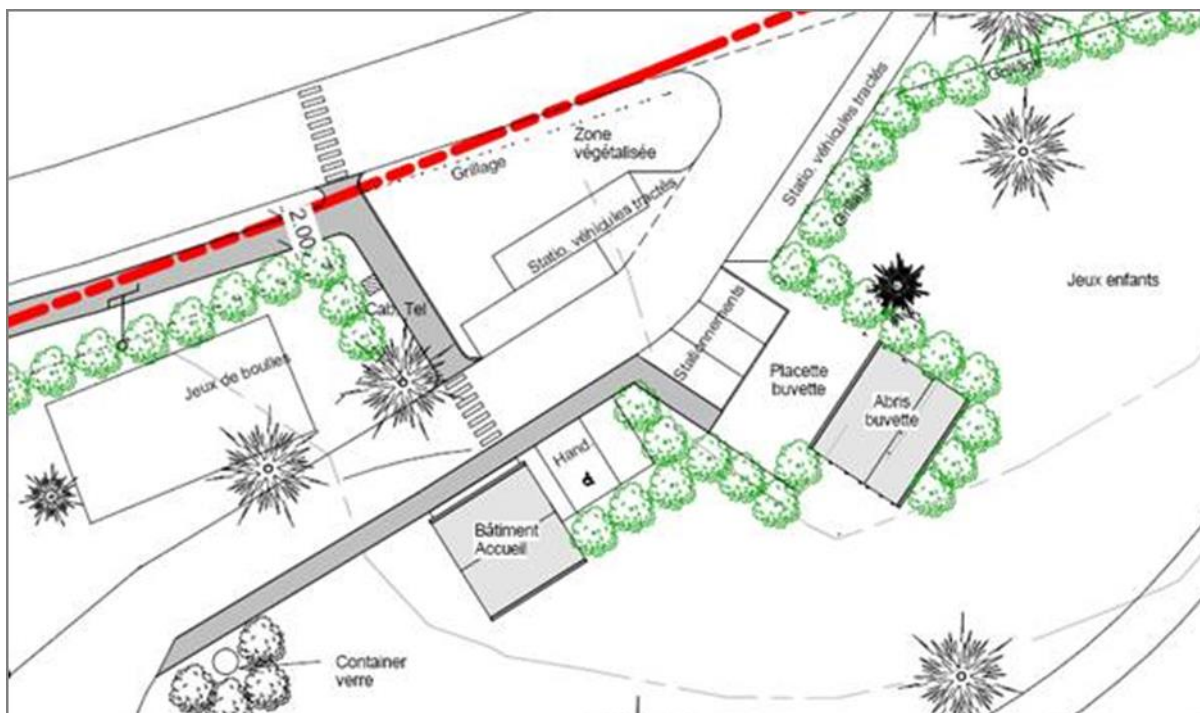 Grillage
Statio. véhicules tractés
Zone
végétalisée
Grillage
Grillage
2.00
Statio. véhicules tractés
Jeux enfants
Cab. Tel
Stationnements
Jeux de boulles
Placette
buvette
Abris
buvette
Hand
Bâtiment
Accueil
Container
verre